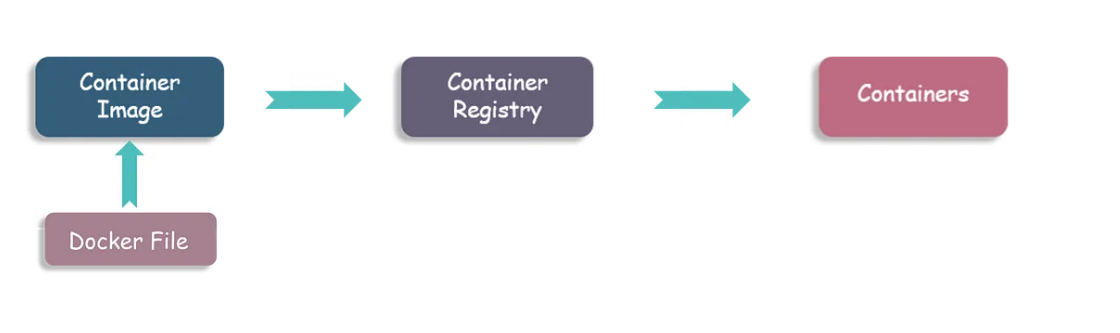 Container
Image
Container
Registry
Containers
Docker File